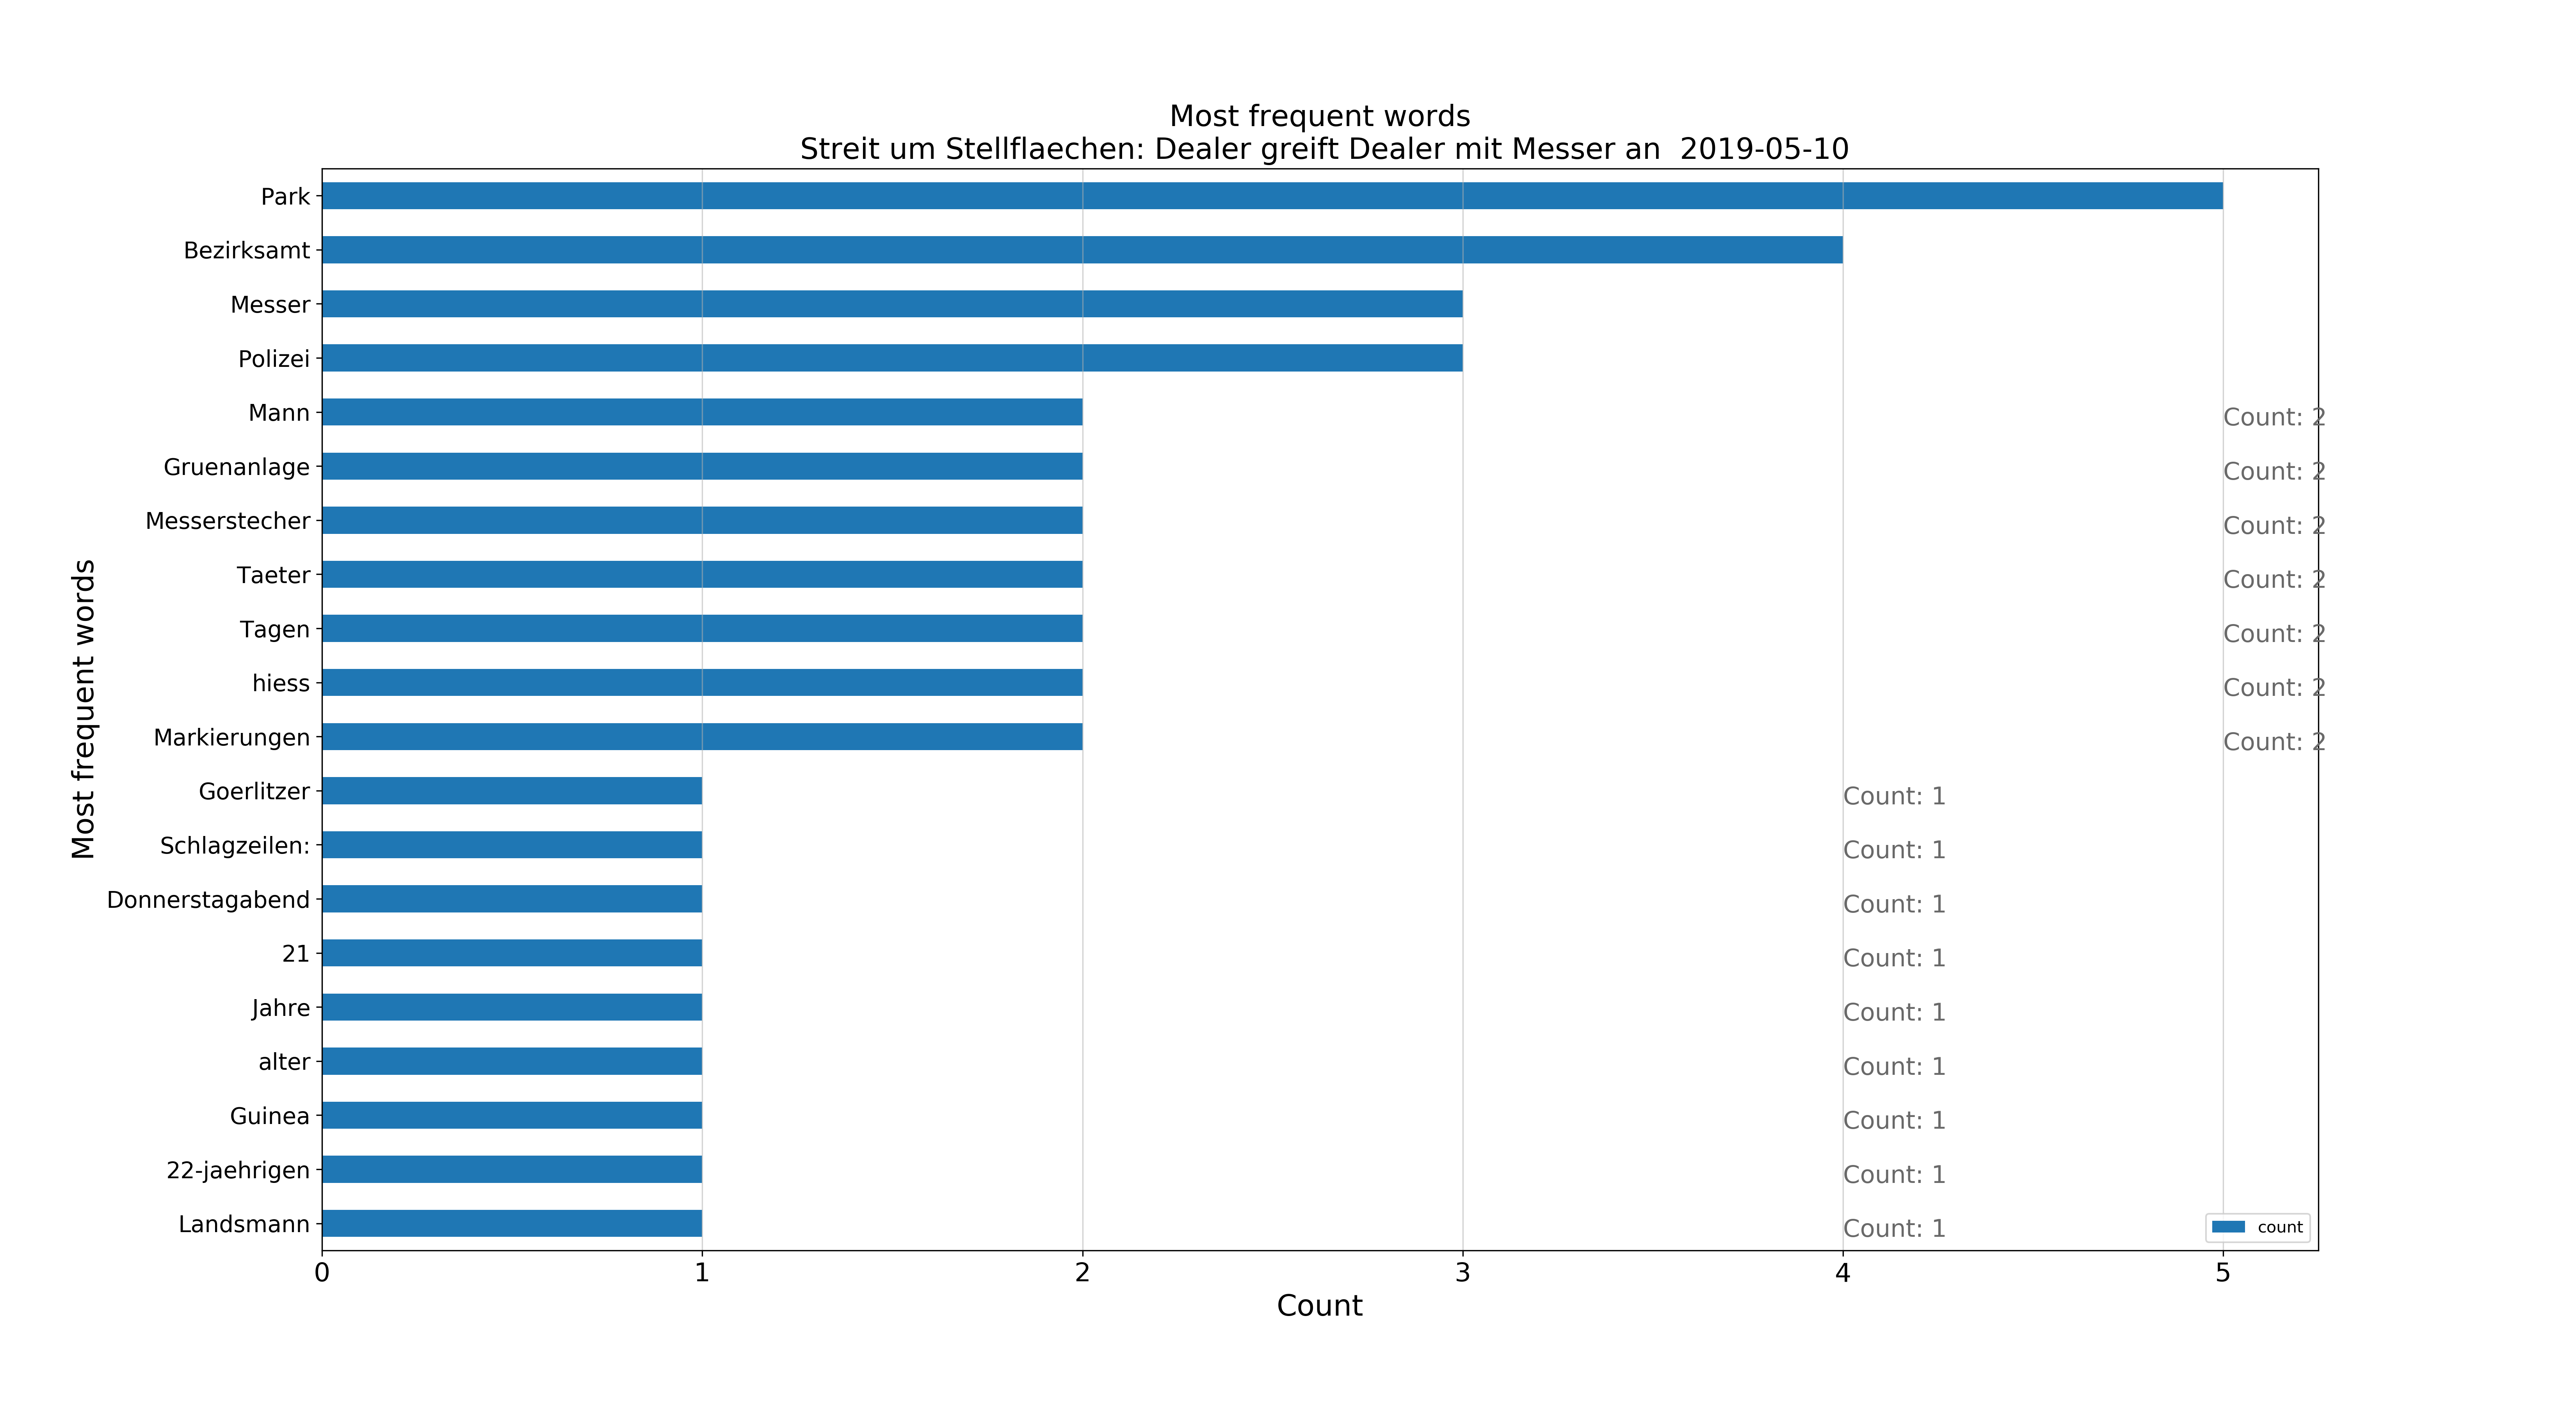 Most frequent words
Streit um Stellflaechen: Dealer greift Dealer mit Messer an  2019-05-10
Most frequent words
Park
Bezirksamt
Messer
Polizei
Mann Count: 2
Gruenanlage Count: 2
Messerstecher Count: 2
Taeter Count: 2
Tagen Count: 2
hiess Count: 2
Markierungen Count: 2
Goerlitzer Count: 1
Schlagzeilen: Count: 1
Donnerstagabend Count: 1
21 Count: 1
Jahre Count: 1
alter Count: 1
Guinea Count: 1
22-jaehrigen Count: 1
Landsmann Count: 1
count
0 1 2 3 4 5
Count